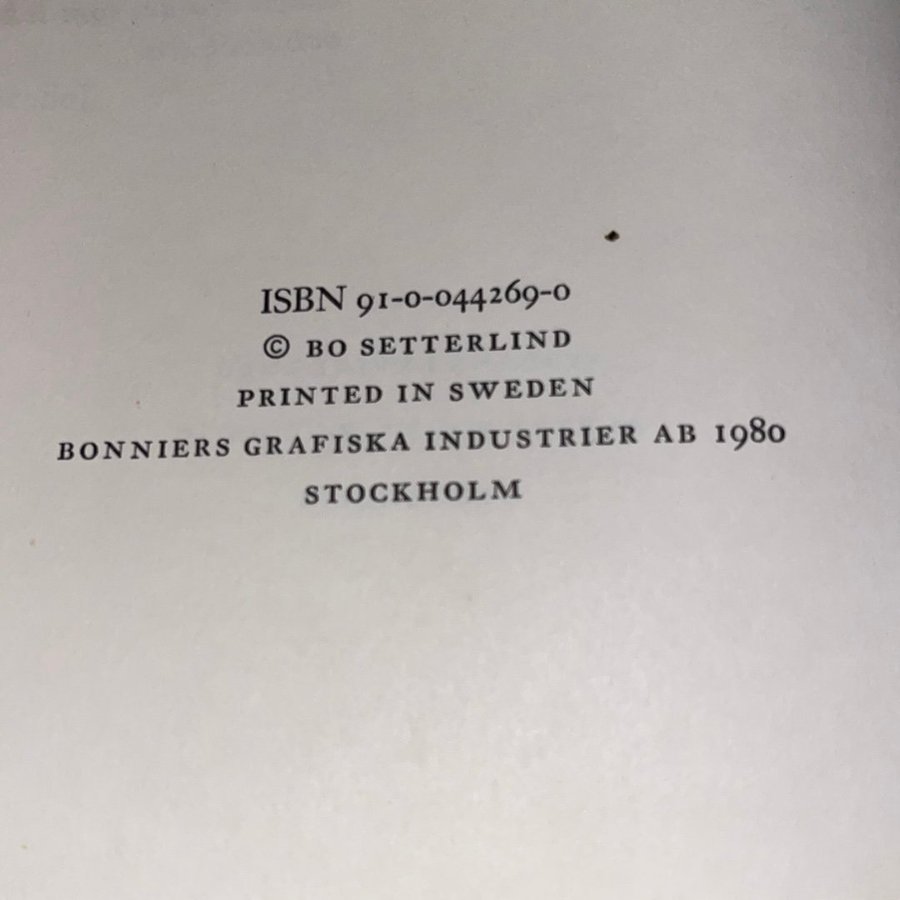 ISBN 91-0-044269-0
© BO SETTERLIND
PRINTED IN SWEDEN
BONNIERS GRAFISKA INDUSTRIER AB 1980
STOCKHOLM